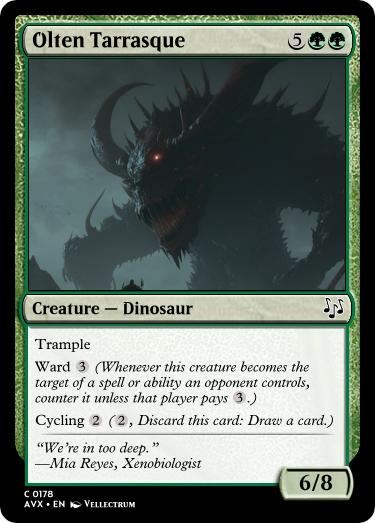 Olten Tarrasque 5
Creature — Dinosaur
Trample
Ward 3 (Whenever this creature becomes the
target of a spell or ability an opponent controls,
counter it unless that player pays 3.)
Cycling 2 (2, Discard this card: Draw a card.)
“We’re in too deep.”
—Mia Reyes, Xenobiologist
6/8
C 0178
AVX • EN Vellectrum